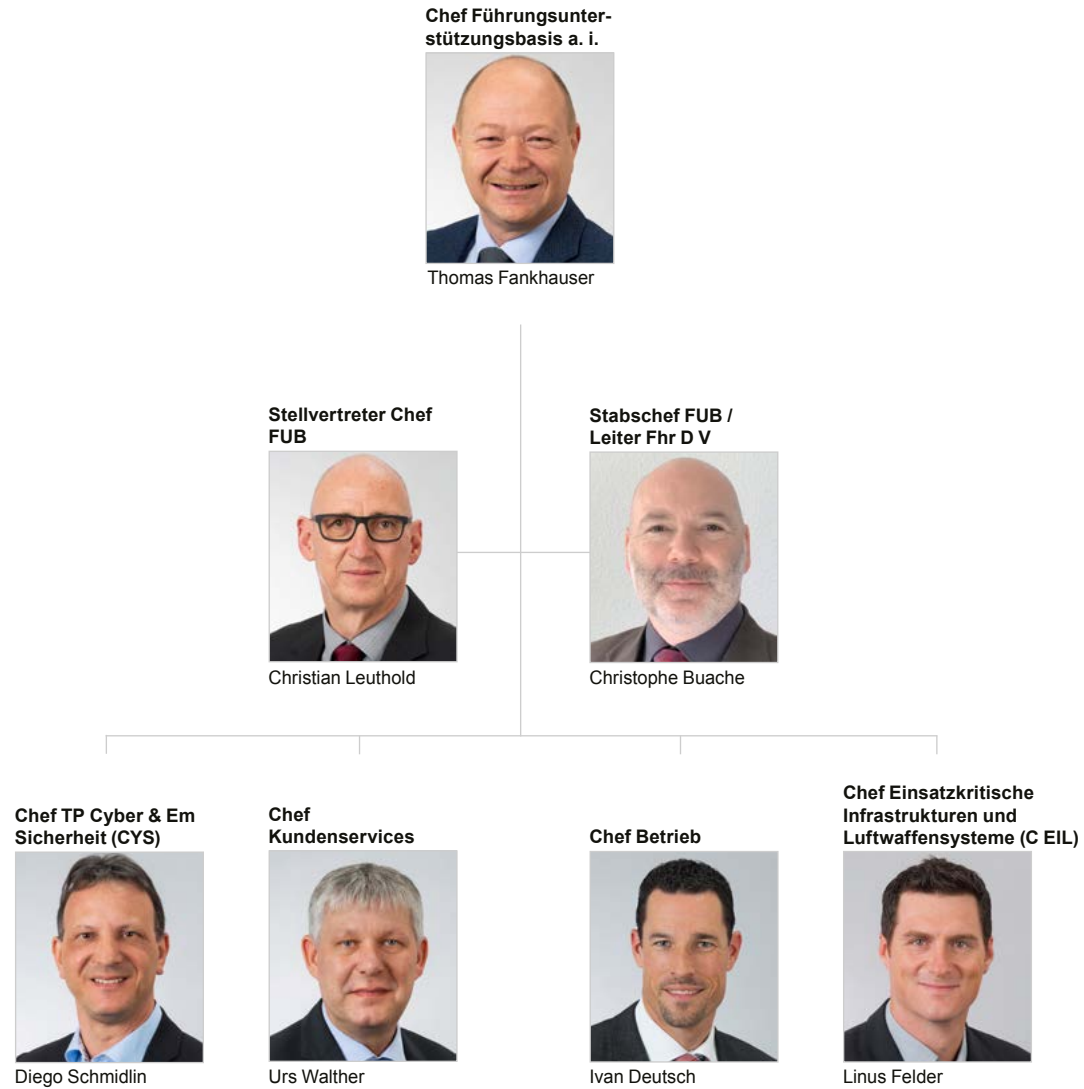 Chef Führungsunter-
stützungsbasis a. i.
Thomas Fankhauser
Stellvertreter Chef
FUB
Christian Leuthold
Stabschef FUB /
Leiter Fhr D V
Christophe Buache
Chef TP Cyber & Em
Sicherheit (CYS)
Diego Schmidlin
Chef
Kundenservices
Urs Walther
Chef Betrieb
Ivan Deutsch
Chef Einsatzkritische
Infrastrukturen und
Luftwaffensysteme (C EIL)
Linus Felder